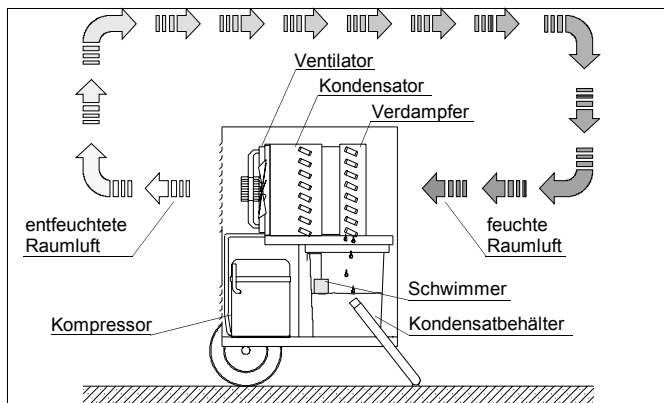 Ventilator
Kondensator
Verdampfer
entfeuchtete
Raumluft
feuchte
Raumluft
Schwimmer
Kompressor
Kondensatbehälter